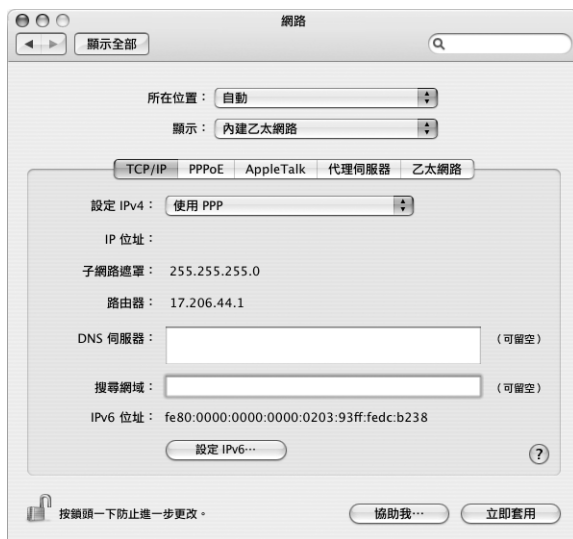 網路
顯示全部
所在位置： 自動
顯示： 內建乙太網路
TCP/IP PPPoE AppleTalk 代理伺服器 乙太網路
設定 IPv4： 使用 PPP
IP 位址：
子網路遮罩： 255.255.255.0
路由器： 17.206.44.1
DNS 伺服器： （可留空）
搜尋網域： （可留空）
IPv6 位址： fe80:0000:0000:0000:0203:93ff:fedc:b238
設定 IPv6… ?
按鎖頭一下防止進一步更改。 協助我… 立即套用